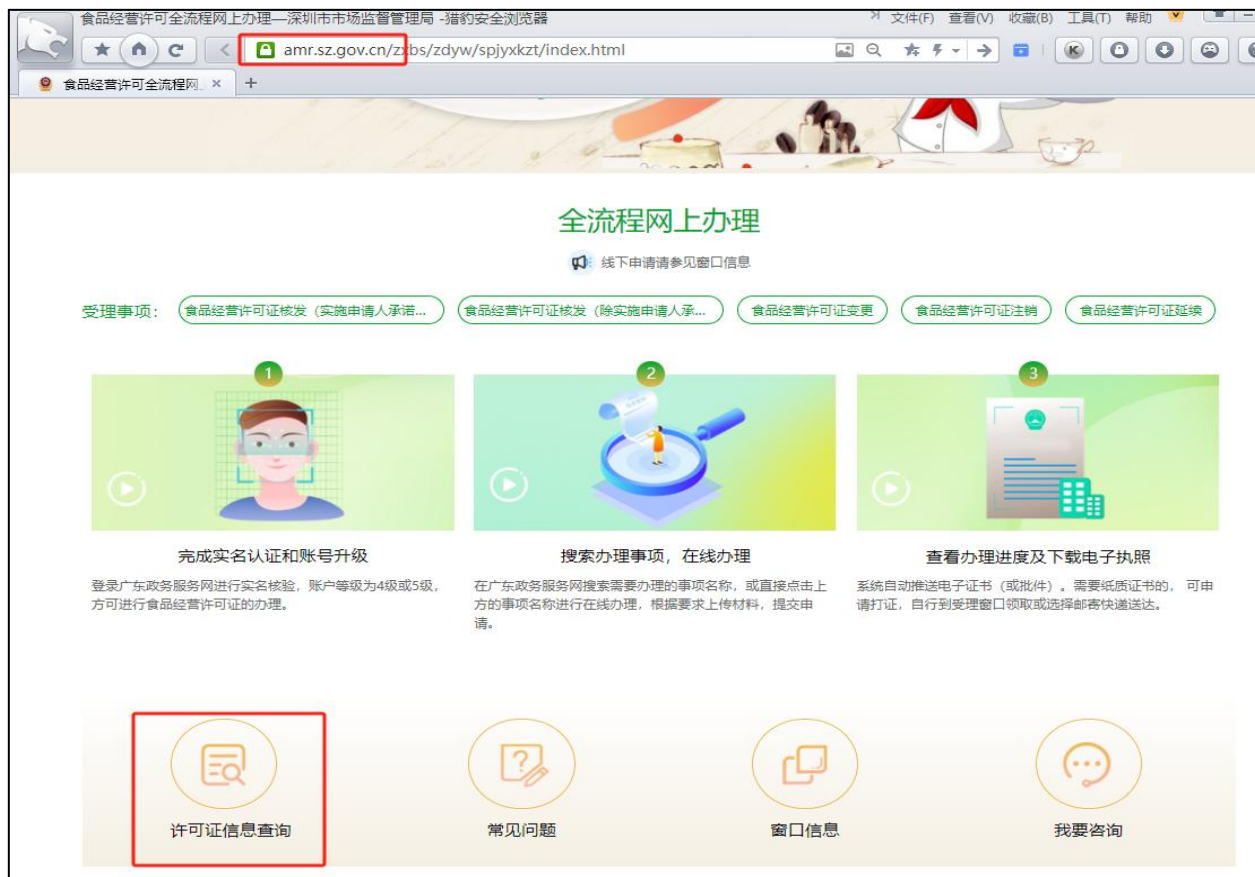 食品经营许可全流程网上办理—深圳市市场监督管理局 -猎豹安全浏览器
文件(F) 查看(V) 收藏(B) 工具(T) 帮助
amr.sz.gov.cn/zxbs/zdyw/spjyxkzt/index.html
食品经营许可全流程网
全流程网上办理
线下申请请参见窗口信息
受理事项： 食品经营许可证核发（实施申请人承诺... 食品经营许可证核发（除实施申请人承... 食品经营许可证变更 食品经营许可证注销 食品经营许可证延续
1 2 3
完成实名认证和账号升级
登录广东政务服务网进行实名核验，账户等级为4级或5级，
方可进行食品经营许可证的办理。
搜索办理事项，在线办理
在广东政务服务网搜索需要办理的事项名称，或直接点击上
方的事项名称进行在线办理，根据要求上传材料，提交申
请。
查看办理进度及下载电子执照
系统自动推送电子证书（或批件）。需要纸质证书的， 可申
请打证，自行到受理窗口领取或选择邮寄快递送达。
许可证信息查询 常见问题 窗口信息 我要咨询